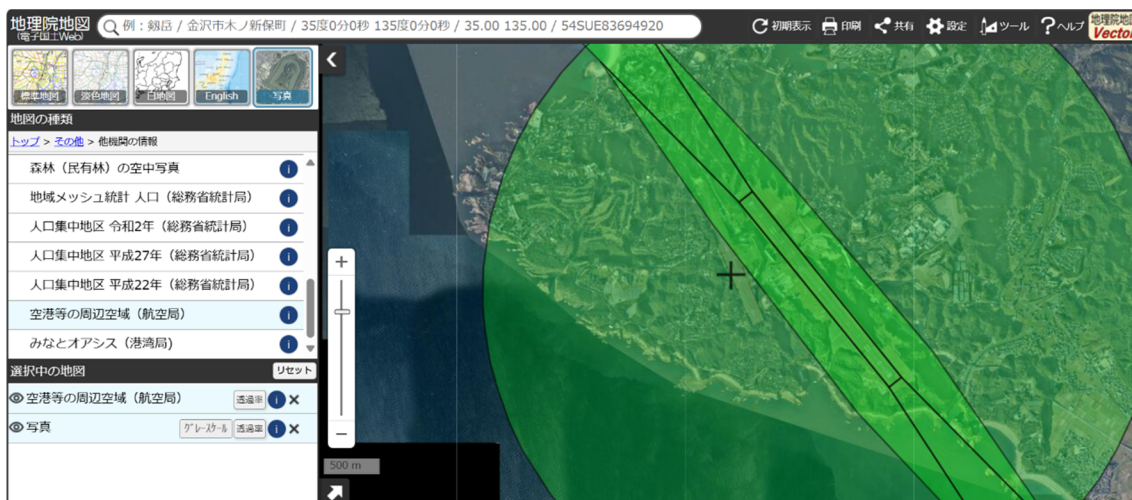 地理院地図
(電子国土Web)
例：剱岳 / 金沢市木ノ新保町 / 35度0分0秒 135度0分0秒 / 35.00 135.00 / 54SUE83694920
初期表示
印刷
共有
設定
ツール
ヘルプ
地理院地図
Vector
標準地図
淡色地図
白地図
English
写真
地図の種類
トップ > その他 > 他機関の情報
森林（民有林）の空中写真
地域メッシュ統計 人口（総務省統計局）
人口集中地区 令和2年（総務省統計局）
人口集中地区 平成27年（総務省統計局）
人口集中地区 平成22年（総務省統計局）
空港等の周辺空域（航空局）
みなとオアシス（港湾局）
選択中の地図
リセット
空港等の周辺空域（航空局）
透過率
写真
グレースケール
透過率
500 m